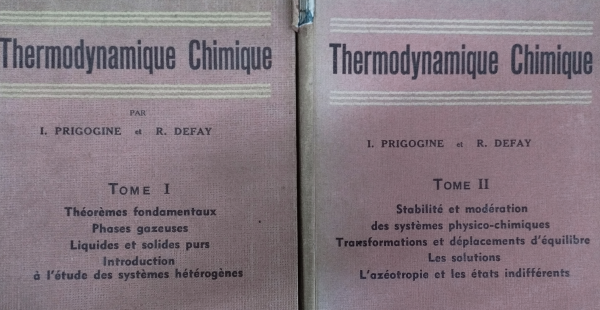 Thermodynamique Chimique
PAR
I. PRIGOGINE et R. DEFAY
TOME I
Théorèmes fondamentaux
Phases gazeuses
Liquides et solides purs
Introduction
à l'étude des systèmes hétérogènes
Thermodynamique Chimique
I. PRIGOGINE et R. DEFAY
TOME II
Stabilité et modération
des systèmes physico-chimiques
Transformations et déplacements d'équilibre
Les solutions
L'azéotropie et les états indifférents